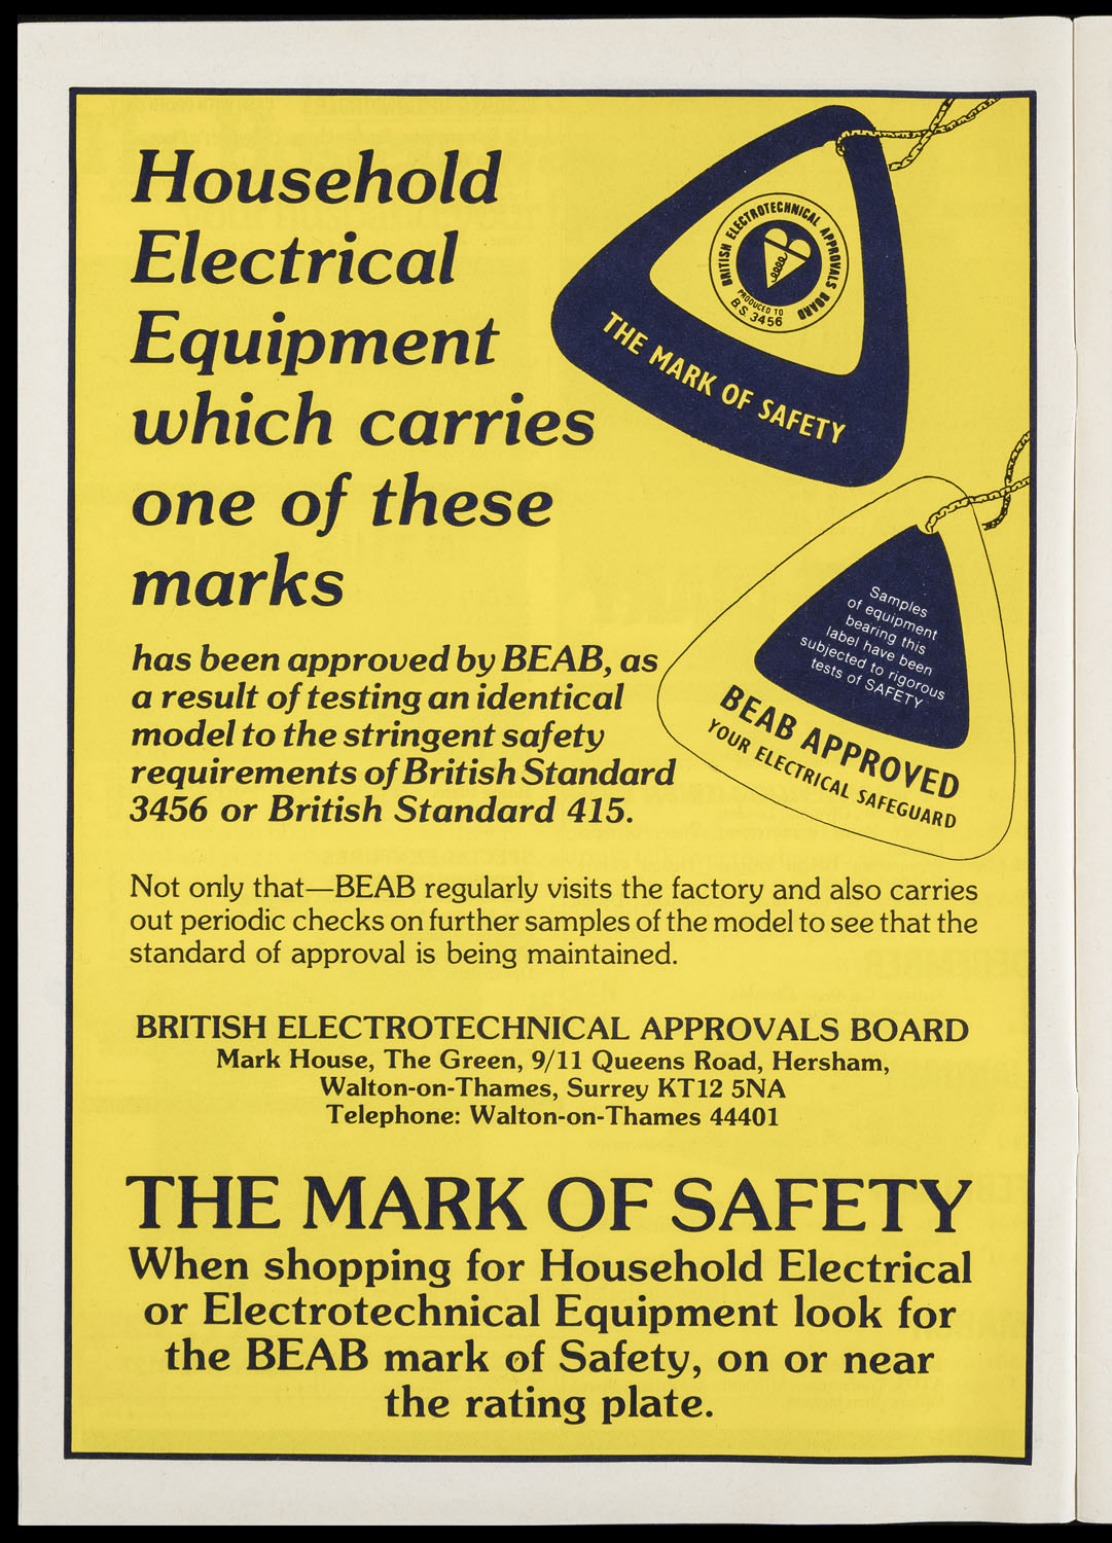 Household
Electrical
Equipment
which carries
one of these
marks
has been approved by BEAB, as
a result of testing an identical
model to the stringent safety
requirements of British Standard
3456 or British Standard 415.
BRITISH ELECTROTECHNICAL APPROVALS BOARD
PRODUCED TO
B.S. 3456
THE MARK OF SAFETY
Samples
of equipment
bearing this
label have been
subjected to rigorous
tests of SAFETY
BEAB APPROVED
YOUR ELECTRICAL SAFEGUARD
Not only that—BEAB regularly visits the factory and also carries
out periodic checks on further samples of the model to see that the
standard of approval is being maintained.
BRITISH ELECTROTECHNICAL APPROVALS BOARD
Mark House, The Green, 9/11 Queens Road, Hersham,
Walton-on-Thames, Surrey KT12 5NA
Telephone: Walton-on-Thames 44401
THE MARK OF SAFETY
When shopping for Household Electrical
or Electrotechnical Equipment look for
the BEAB mark of Safety, on or near
the rating plate.